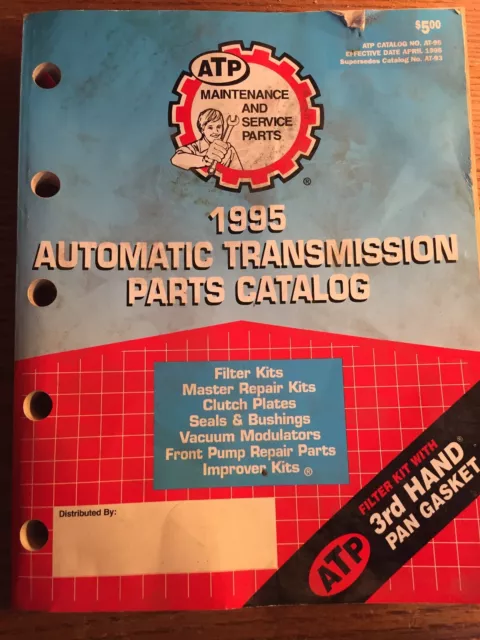 $5.00
ATP CATALOG NO. AT-95
EFFECTIVE DATE APRIL, 1995
Supersedes Catalog No. AT-93
ATP
MAINTENANCE
AND
SERVICE
PARTS
®
1995
AUTOMATIC TRANSMISSION
PARTS CATALOG
Filter Kits
Master Repair Kits
Clutch Plates
Seals & Bushings
Vacuum Modulators
Front Pump Repair Parts
Improver Kits ®
Distributed By:
ATP
FILTER KIT WITH
3rd HAND®
PAN GASKET